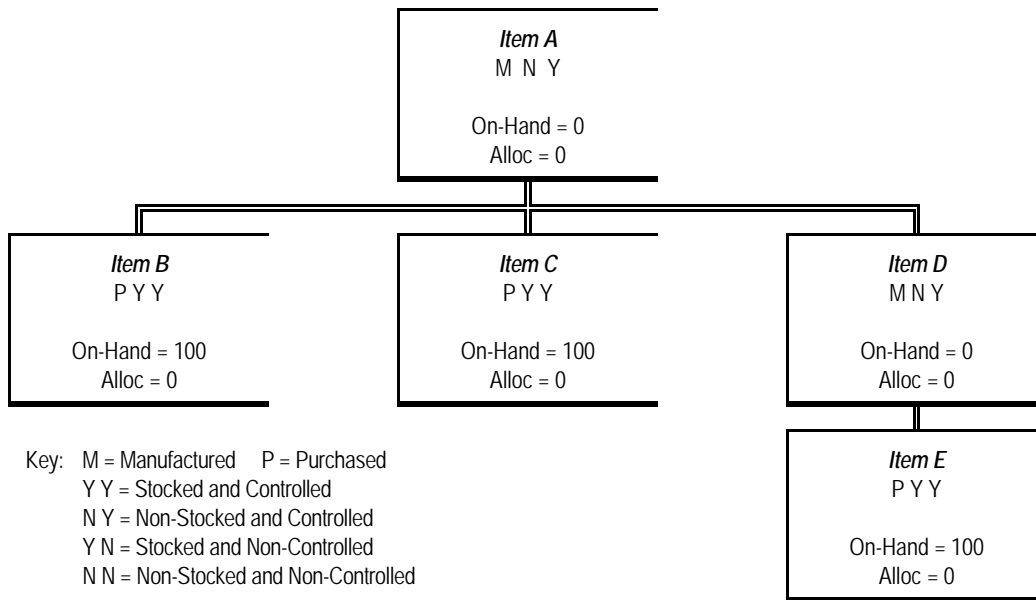 Item A
M N Y
On-Hand = 0
Alloc = 0
Item B
P Y Y
On-Hand = 100
Alloc = 0
Item C
P Y Y
On-Hand = 100
Alloc = 0
Item D
M N Y
On-Hand = 0
Alloc = 0
Item E
P Y Y
On-Hand = 100
Alloc = 0
Key: M = Manufactured P = Purchased
Y Y = Stocked and Controlled
N Y = Non-Stocked and Controlled
Y N = Stocked and Non-Controlled
N N = Non-Stocked and Non-Controlled